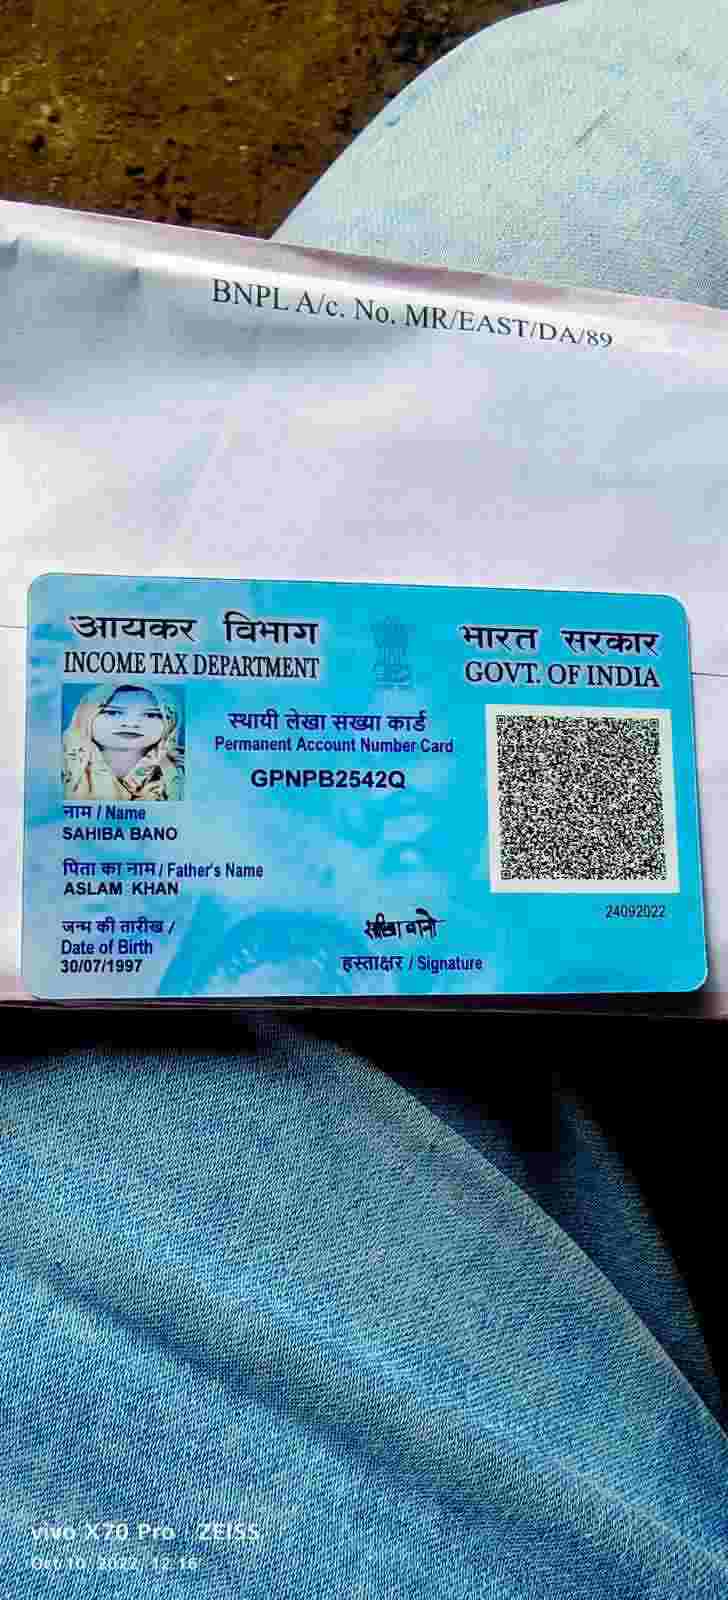 BNPL A/c. No. MR/EAST/DA/89
आयकर विभाग
INCOME TAX DEPARTMENT
भारत सरकार
GOVT. OF INDIA
स्थायी लेखा संख्या कार्ड
Permanent Account Number Card
GPNPB2542Q
नाम / Name
SAHIBA BANO
पिता का नाम / Father's Name
ASLAM KHAN
जन्म की तारीख /
Date of Birth
30/07/1997
हस्ताक्षर / Signature
24092022
vivo X70 Pro | ZEISS
Oct 10, 2022, 12:16